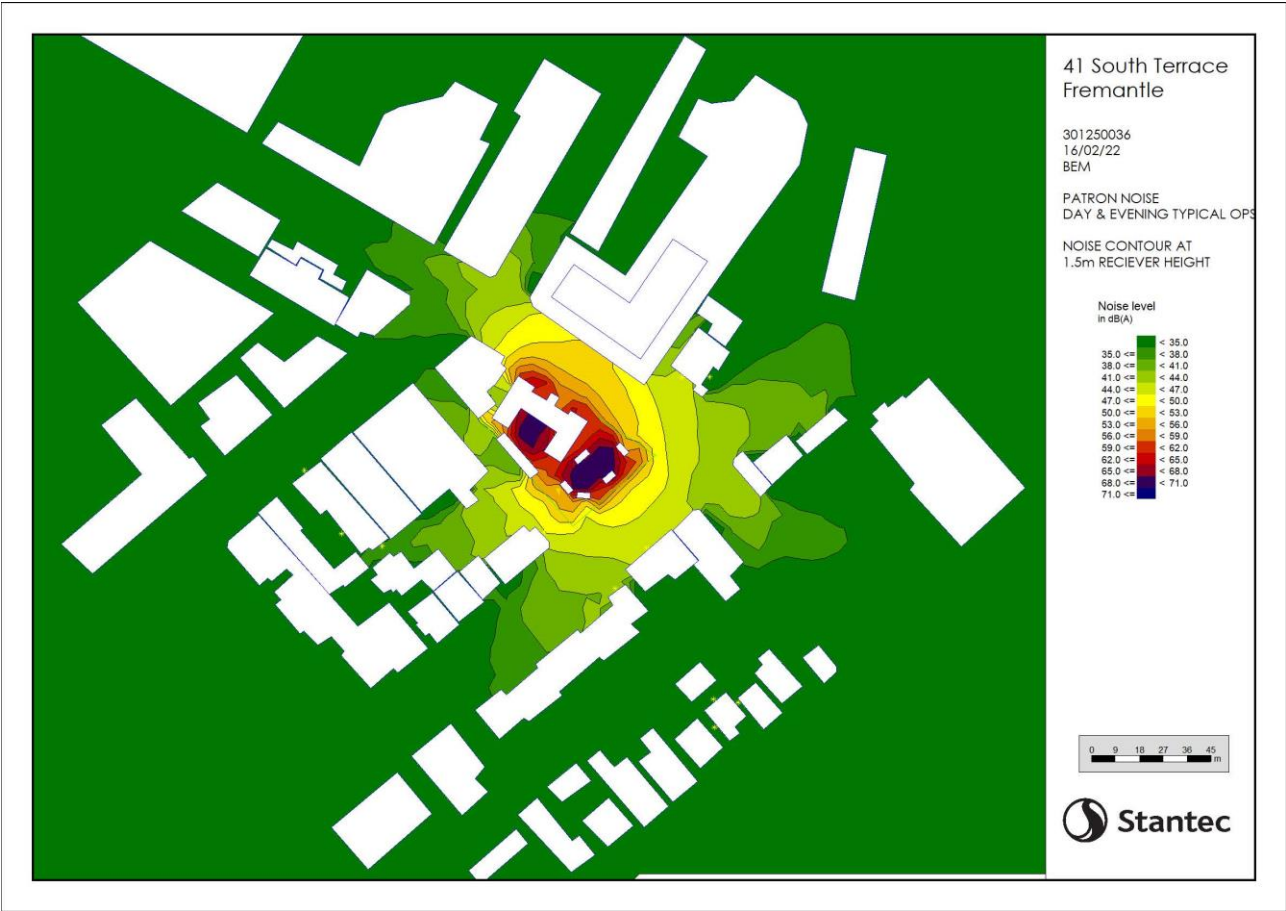 41 South Terrace
Fremantle
301250036
16/02/22
BEM
PATRON NOISE
DAY & EVENING TYPICAL OPS
NOISE CONTOUR AT
1.5m RECIEVER HEIGHT
Noise level
in dB(A)
< 35.0
35.0 <= < 38.0
38.0 <= < 41.0
41.0 <= < 44.0
44.0 <= < 47.0
47.0 <= < 50.0
50.0 <= < 53.0
53.0 <= < 56.0
56.0 <= < 59.0
59.0 <= < 62.0
62.0 <= < 65.0
65.0 <= < 68.0
68.0 <= < 71.0
71.0 <=
0 9 18 27 36 45
m
Stantec